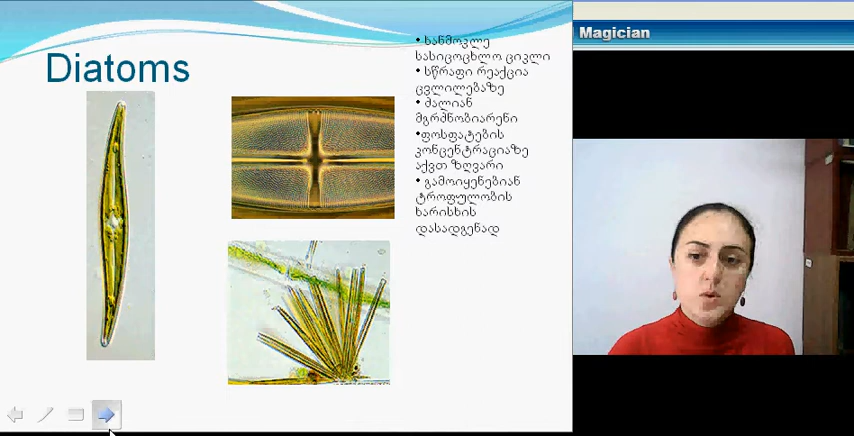 Diatoms
• ხანმოკლე
სასიცოცხლო ციკლი
• სწრაფი რეაქცია
ცვლილებაზე
• ძალიან
მგრძნობიარენი
•ფოსფატების
კონცენტრაციაზე
აქვთ ზღვარი
• გამოიყენებიან
ტროფულობის
ხარისხის
დასადგენად
Magician